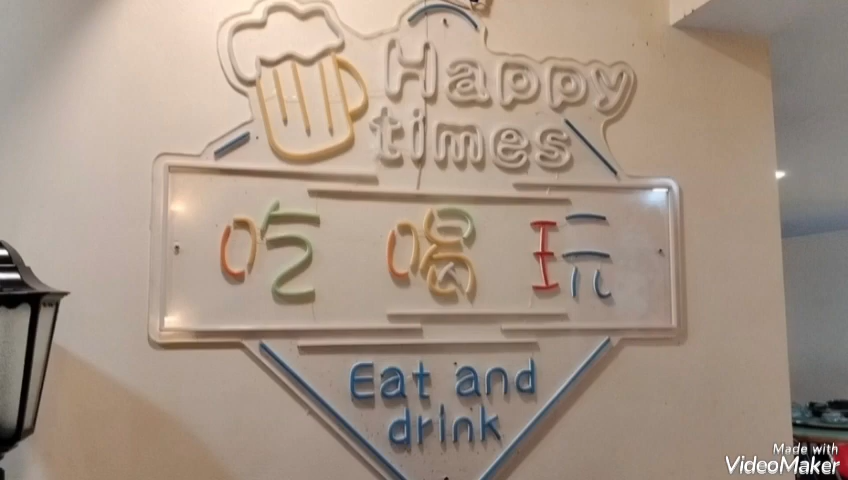 Happy
times
吃喝玩
Eat and
drink
Made with
VideoMaker